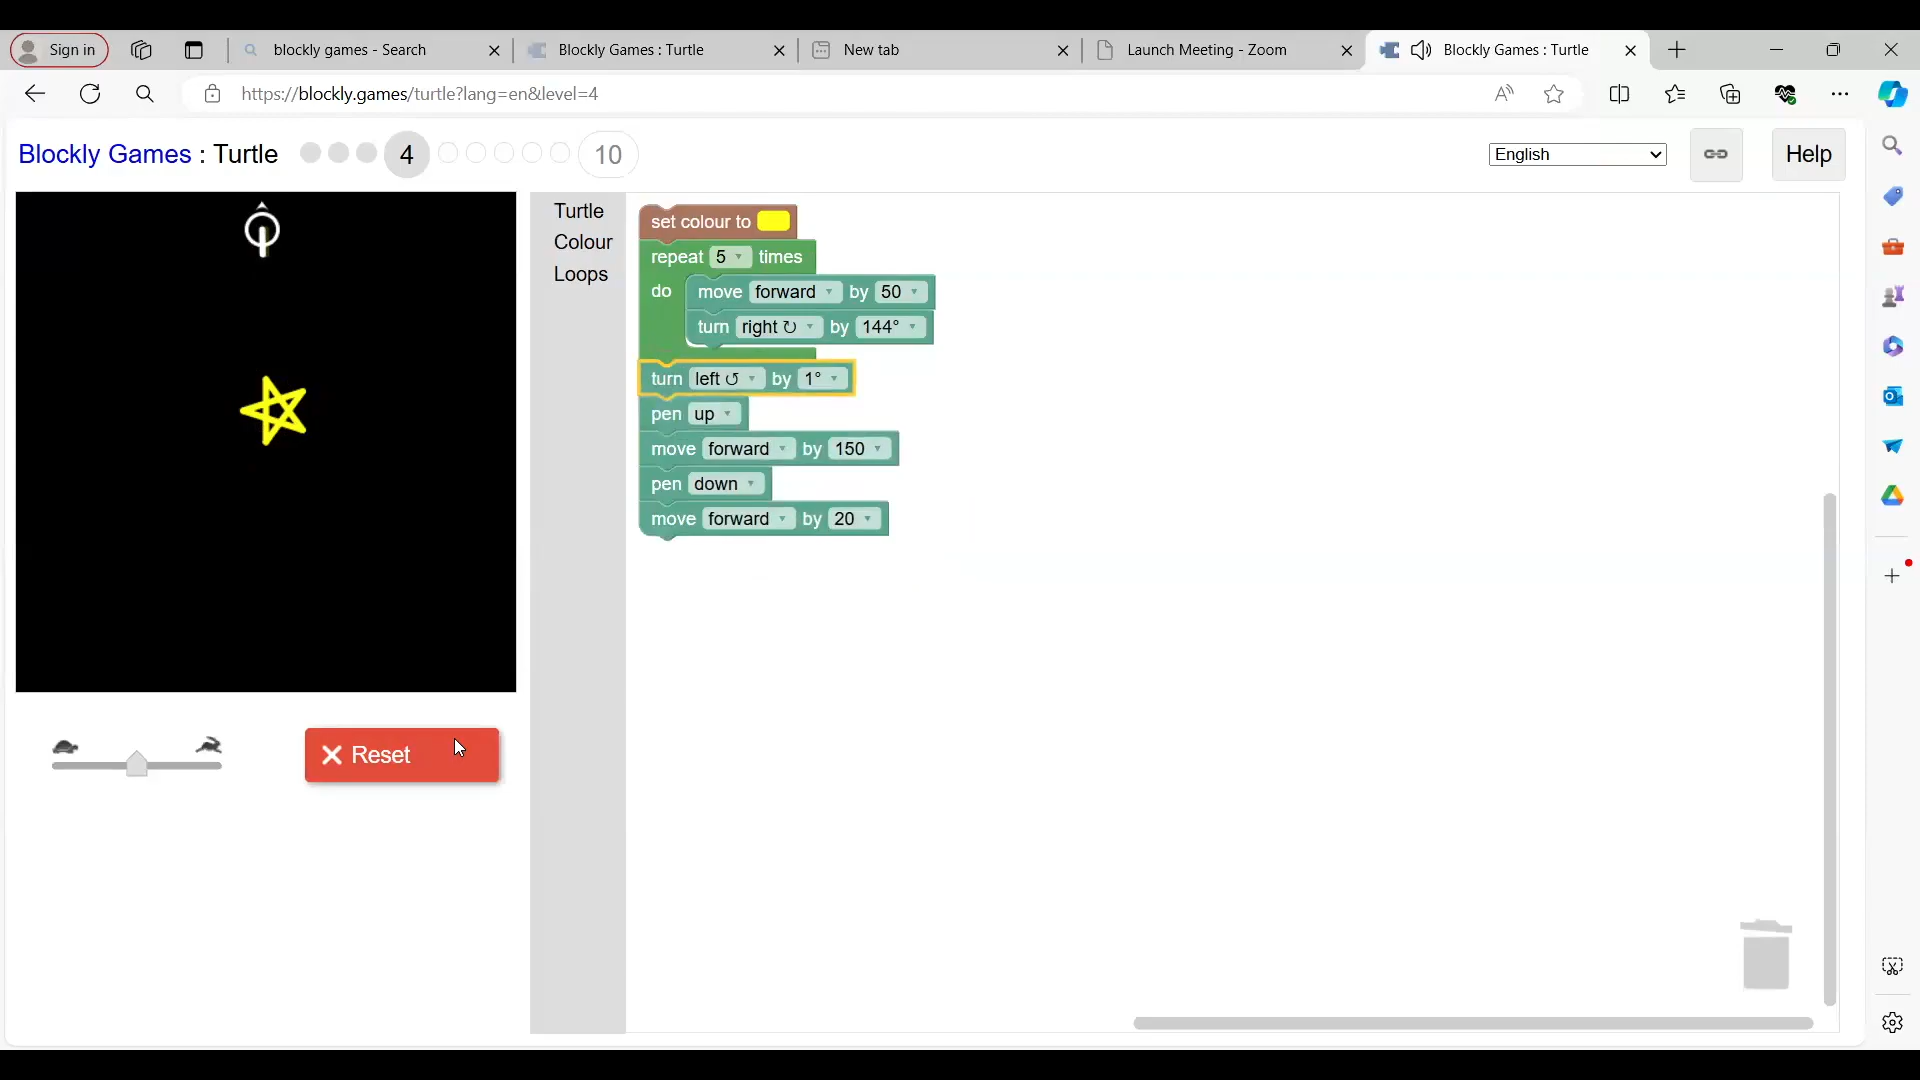 Sign in
blockly games - Search
Blockly Games : Turtle
New tab
Launch Meeting - Zoom
Blockly Games : Turtle
https://blockly.games/turtle?lang=en&level=4
Blockly Games : Turtle
4
10
English
Help
Turtle
Colour
Loops
set colour to
repeat 5 times
do move forward by 50
turn right ↻ by 144°
turn left ↺ by 1°
pen up
move forward by 150
pen down
move forward by 20
Reset